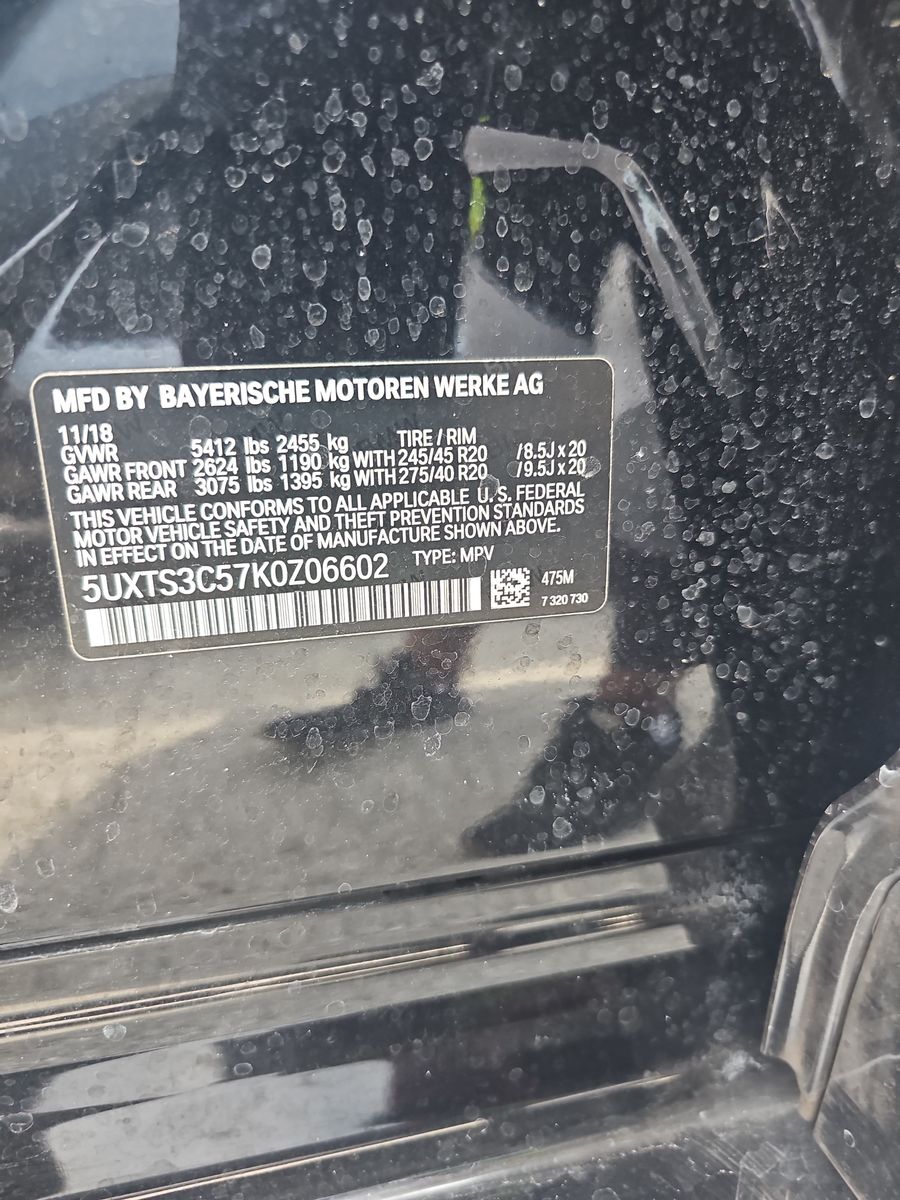 MFD BY BAYERISCHE MOTOREN WERKE AG
11/18 TIRE / RIM
GVWR 5412 lbs 2455 kg
GAWR FRONT 2624 lbs 1190 kg WITH 245/45 R20 /8.5J x 20
GAWR REAR 3075 lbs 1395 kg WITH 275/40 R20 /9.5J x 20
THIS VEHICLE CONFORMS TO ALL APPLICABLE U.S. FEDERAL
MOTOR VEHICLE SAFETY AND THEFT PREVENTION STANDARDS
IN EFFECT ON THE DATE OF MANUFACTURE SHOWN ABOVE.
5UXTS3C57K0Z06602 TYPE: MPV
475M
7 320 730